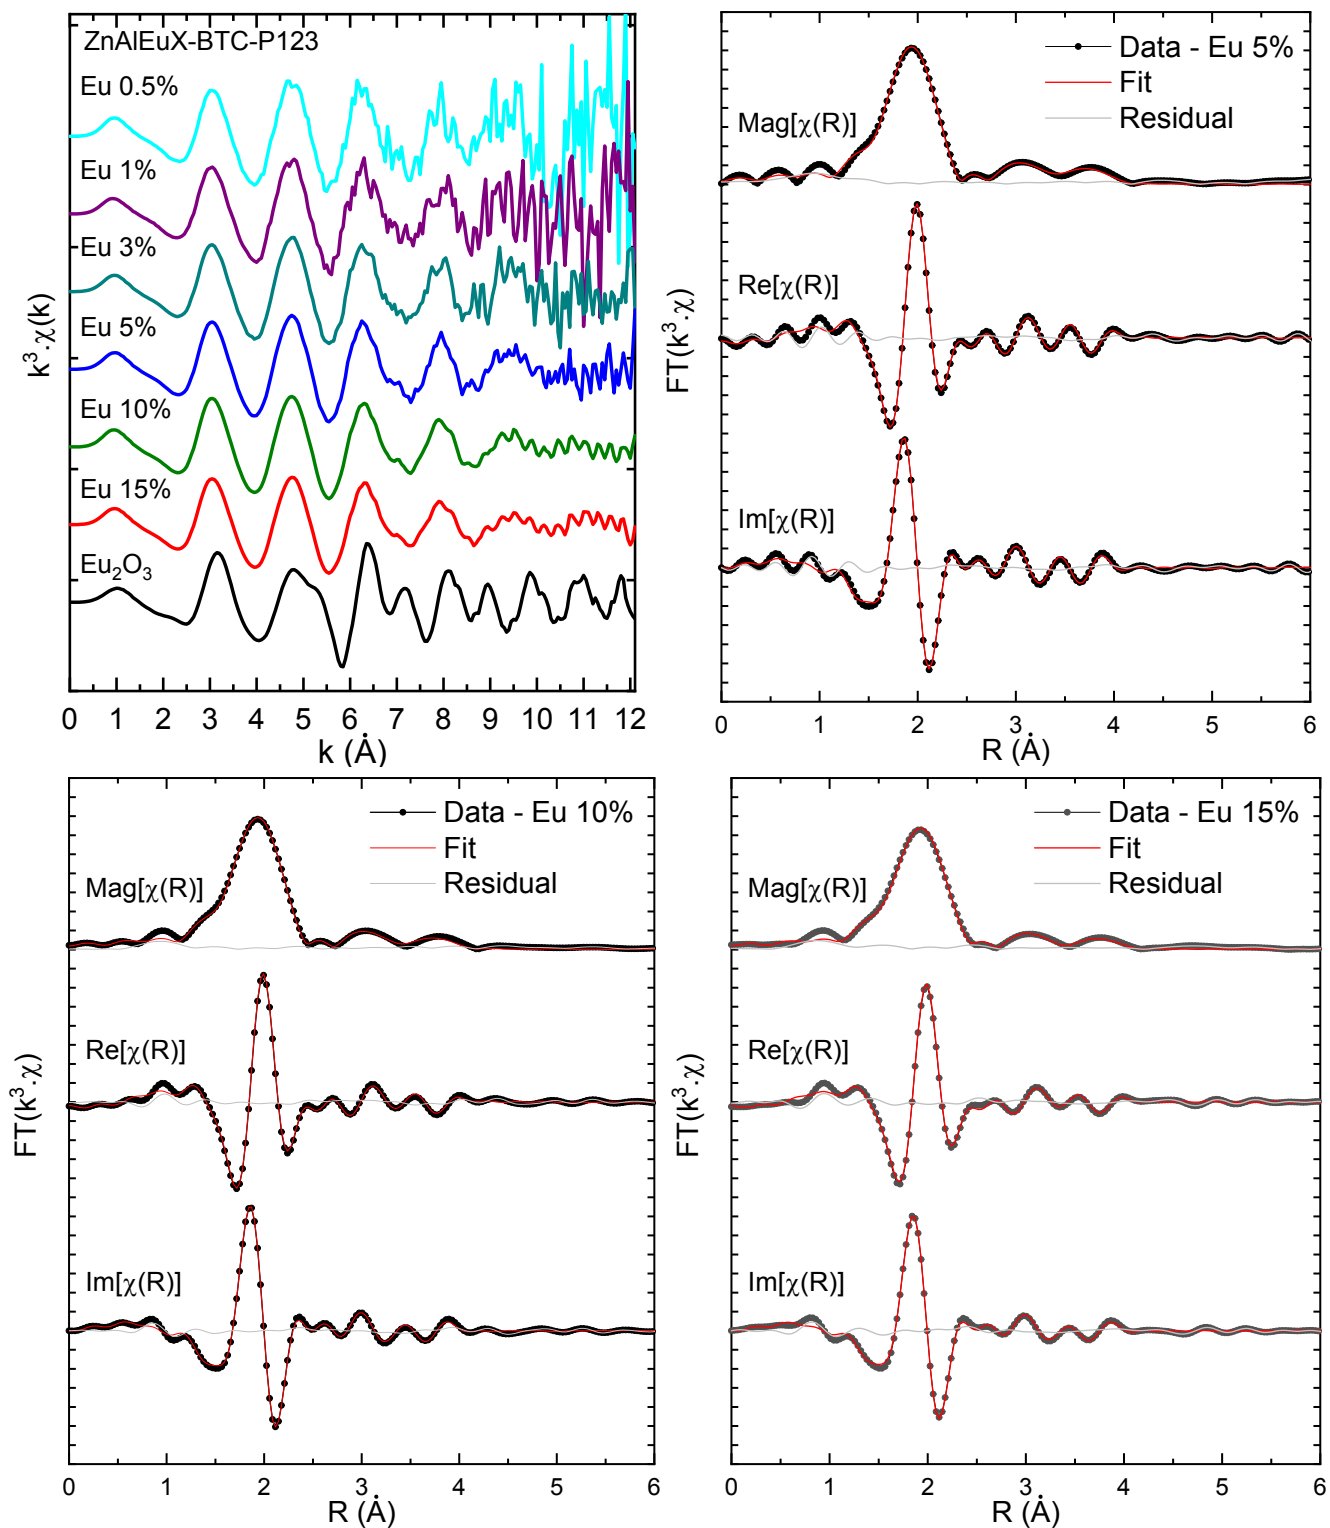 ZnAlEuX-BTC-P123
Eu 0.5%
Eu 1%
Eu 3%
Eu 5%
Eu 10%
Eu 15%
Eu₂O₃
k³.χ(k)
0 1 2 3 4 5 6 7 8 9 10 11 12
k (Å)
Data - Eu 5%
Fit
Residual
Mag[χ(R)]
Re[χ(R)]
Im[χ(R)]
FT(k³.χ)
0 1 2 3 4 5 6
R (Å)
Data - Eu 10%
Fit
Residual
Mag[χ(R)]
Re[χ(R)]
Im[χ(R)]
FT(k³.χ)
0 1 2 3 4 5 6
R (Å)
Data - Eu 15%
Fit
Residual
Mag[χ(R)]
Re[χ(R)]
Im[χ(R)]
FT(k³.χ)
0 1 2 3 4 5 6
R (Å)